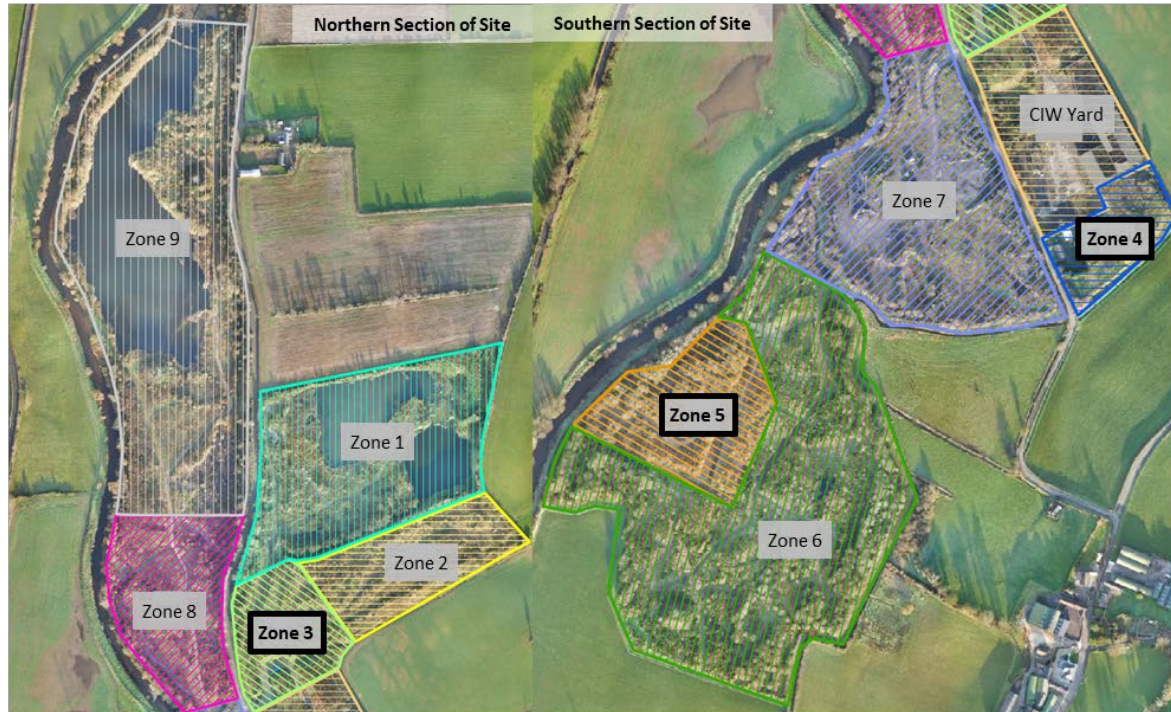 Northern Section of Site
Southern Section of Site
CIW Yard
Zone 7
Zone 4
Zone 9
Zone 5
Zone 1
Zone 6
Zone 2
Zone 8
Zone 3